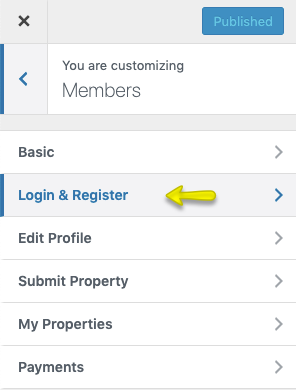 Published
You are customizing
Members
Basic
Login & Register
Edit Profile
Submit Property
My Properties
Payments